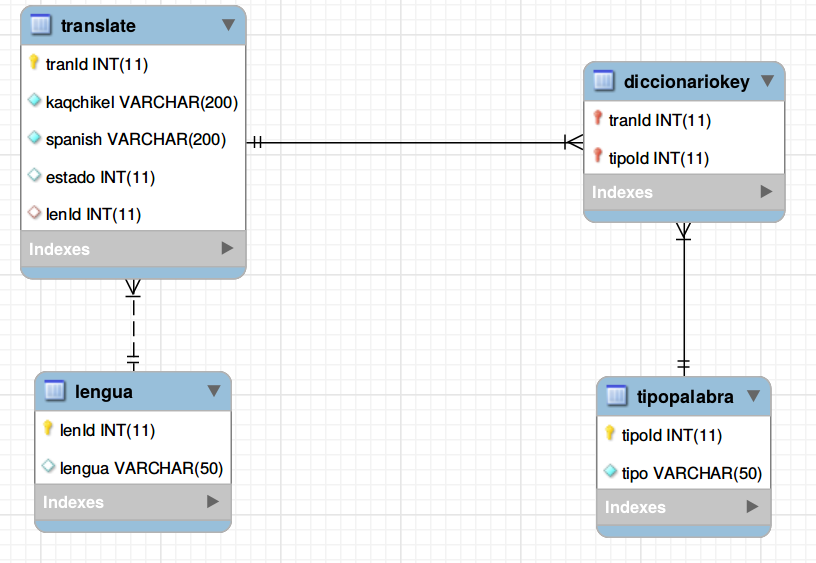 translate
tranId INT(11)
kaqchikel VARCHAR(200)
spanish VARCHAR(200)
estado INT(11)
lenId INT(11)
Indexes
diccionariokey
tranId INT(11)
tipoId INT(11)
Indexes
lengua
lenId INT(11)
lengua VARCHAR(50)
Indexes
tipopalabra
tipoId INT(11)
tipo VARCHAR(50)
Indexes